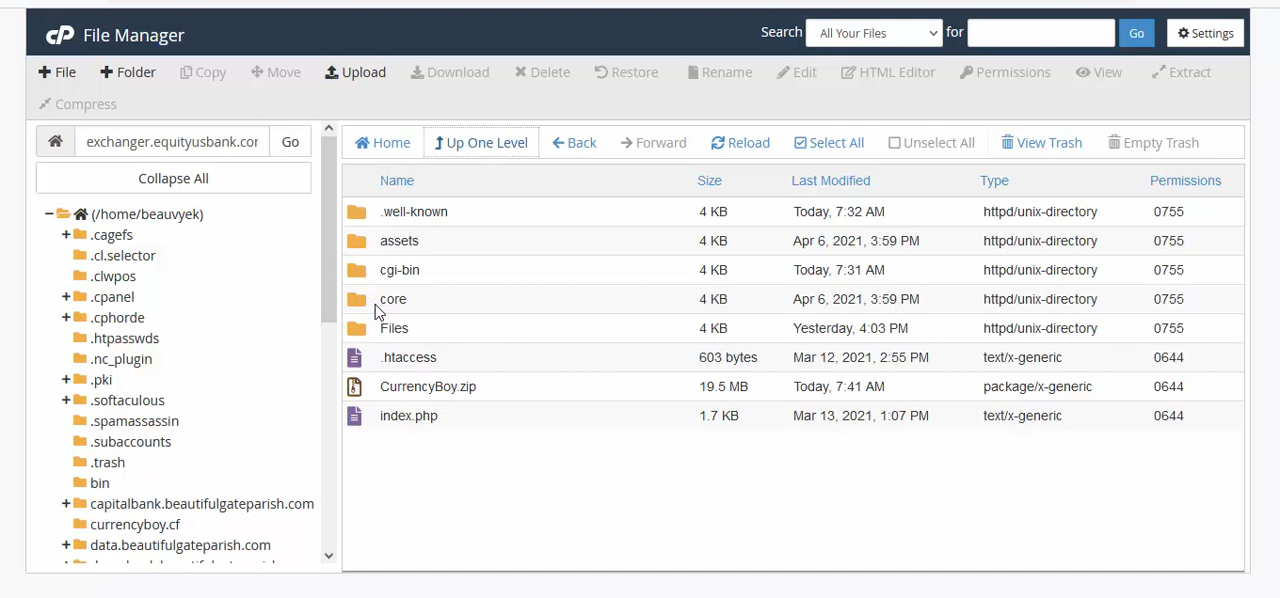 cP File Manager Search All Your Files for Go Settings
File Folder Copy Move Upload Download Delete Restore Rename Edit HTML Editor Permissions View Extract
Compress
exchanger.equityusbank.cor Go
Collapse All
(/home/beauvyek)
.cagefs
.cl.selector
.clwpos
.cpanel
.cphorde
.htpasswds
.nc_plugin
.pki
.softaculous
.spamassassin
.subaccounts
.trash
bin
capitalbank.beautifulgateparish.com
currencyboy.cf
data.beautifulgateparish.com
Home Up One Level Back Forward Reload Select All Unselect All View Trash Empty Trash
Name Size Last Modified Type Permissions
.well-known 4 KB Today, 7:32 AM httpd/unix-directory 0755
assets 4 KB Apr 6, 2021, 3:59 PM httpd/unix-directory 0755
cgi-bin 4 KB Today, 7:31 AM httpd/unix-directory 0755
core 4 KB Apr 6, 2021, 3:59 PM httpd/unix-directory 0755
Files 4 KB Yesterday, 4:03 PM httpd/unix-directory 0755
.htaccess 603 bytes Mar 12, 2021, 2:55 PM text/x-generic 0644
CurrencyBoy.zip 19.5 MB Today, 7:41 AM package/x-generic 0644
index.php 1.7 KB Mar 13, 2021, 1:07 PM text/x-generic 0644